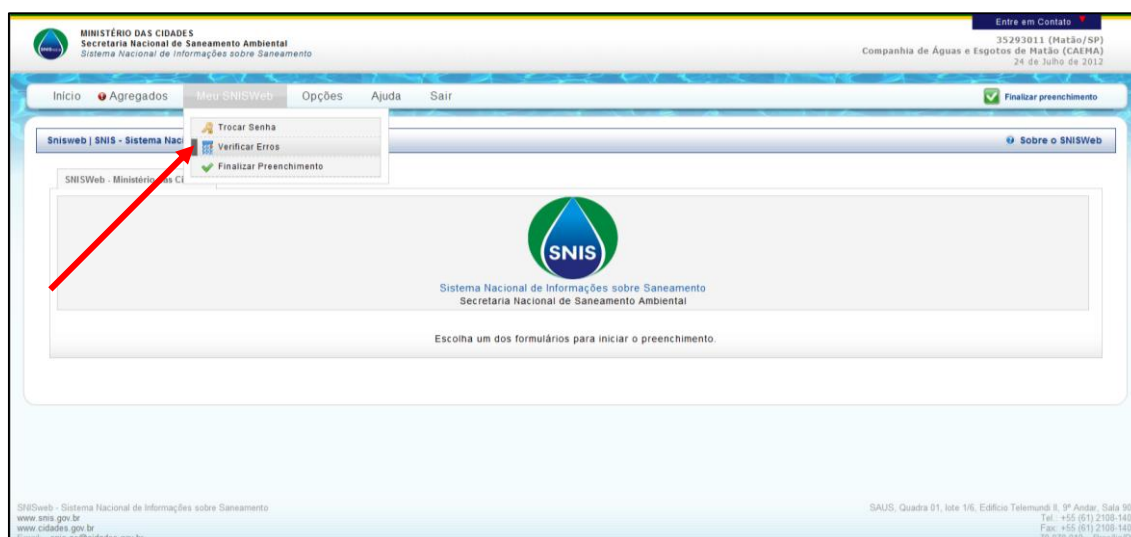 MINISTÉRIO DAS CIDADES
Secretaria Nacional de Saneamento Ambiental
Sistema Nacional de Informações sobre Saneamento
Entre em Contato
35293011 (Matão/SP)
Companhia de Águas e Esgotos de Matão (CAEMA)
24 de Julho de 2012
Início Agregados Meu SNISWeb Opções Ajuda Sair
Finalizar preenchimento
Trocar Senha
Verificar Erros
Finalizar Preenchimento
Snisweb | SNIS - Sistema Naci
Sobre o SNISWeb
SNISWeb - Ministério das Ci
SNIS
Sistema Nacional de Informações sobre Saneamento
Secretaria Nacional de Saneamento Ambiental
Escolha um dos formulários para iniciar o preenchimento.
SNISweb - Sistema Nacional de Informações sobre Saneamento
www.snis.gov.br
www.cidades.gov.br
SAUS, Quadra 01, lote 1/6, Edifício Telemundi II, 9º Andar, Sala 90
Tel.: +55 (61) 2108-140
Fax: +55 (61) 2108-140